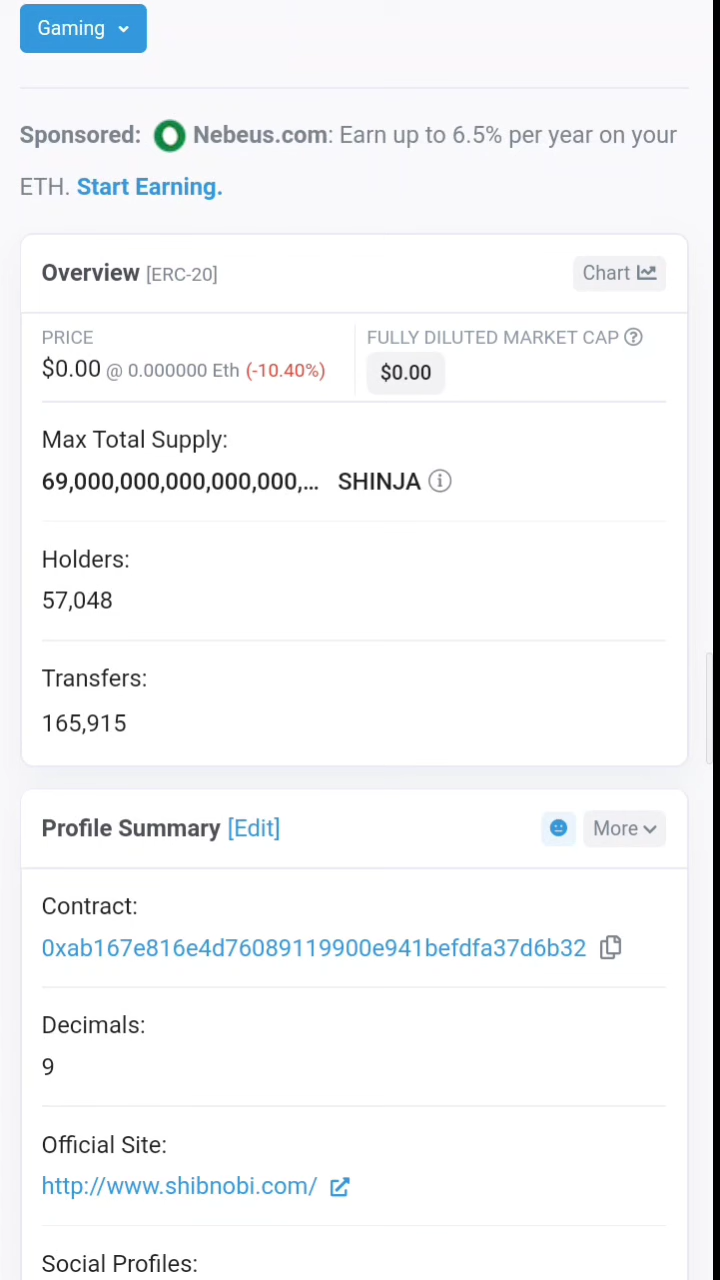 Gaming
Sponsored: Nebeus.com: Earn up to 6.5% per year on your
ETH. Start Earning.
Overview [ERC-20]
Chart
PRICE
$0.00 @ 0.000000 Eth (-10.40%)
FULLY DILUTED MARKET CAP
$0.00
Max Total Supply:
69,000,000,000,000,000,... SHINJA
Holders:
57,048
Transfers:
165,915
Profile Summary [Edit]
More
Contract:
0xab167e816e4d76089119900e941befdfa37d6b32
Decimals:
9
Official Site:
http://www.shibnobi.com/
Social Profiles: